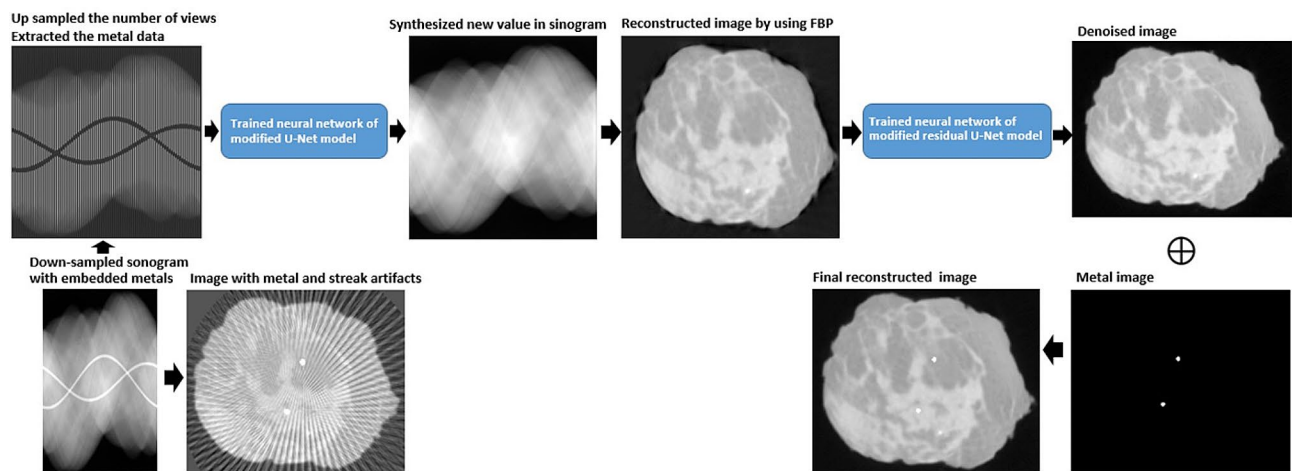 Up sampled the number of views
Extracted the metal data
Synthesized new value in sinogram
Reconstructed image by using FBP
Denoised image
Trained neural network of
modified U-Net model
Trained neural network of
modified residual U-Net model
Down-sampled sonogram
with embedded metals
Image with metal and streak artifacts
Final reconstructed image
Metal image